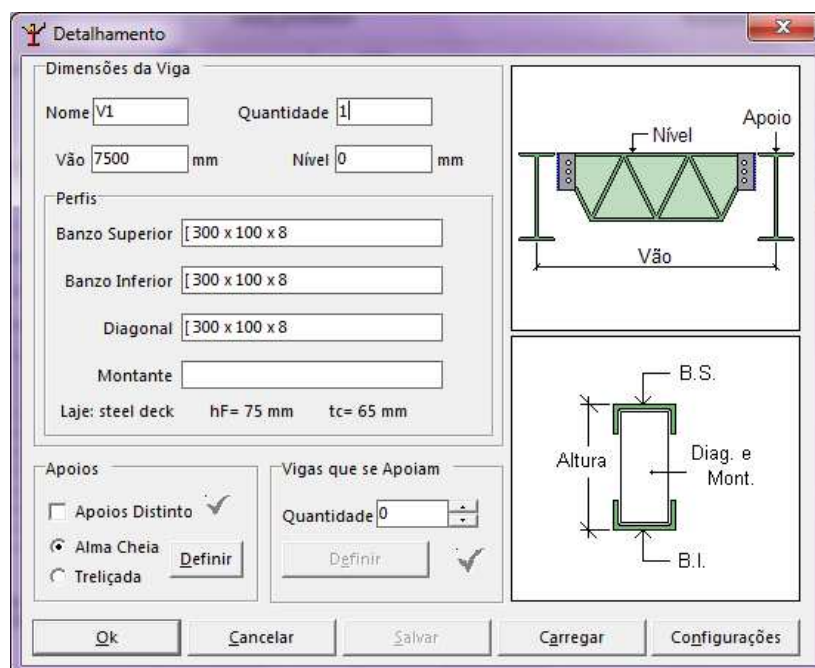 Detalhamento
Dimensões da Viga
Nome V1 Quantidade 1
Vão 7500 mm Nível 0 mm
Perfis
Banzo Superior [ 300 x 100 x 8
Banzo Inferior [ 300 x 100 x 8
Diagonal [ 300 x 100 x 8
Montante
Laje: steel deck hF= 75 mm tc= 65 mm
Apoios
Apoios Distinto
Alma Cheia
Treliçada
Definir
Vigas que se Apoiam
Quantidade 0
Definir
Nível
Apoio
Vão
B.S.
Altura
Diag. e
Mont.
B.I.
Ok Cancelar Salvar Carregar Configurações